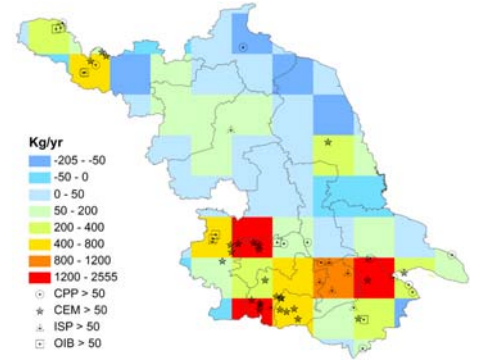 Kg/yr
-205 - -50
-50 - 0
0 - 50
50 - 200
200 - 400
400 - 800
800 - 1200
1200 - 2555
CPP > 50
CEM > 50
ISP > 50
OIB > 50